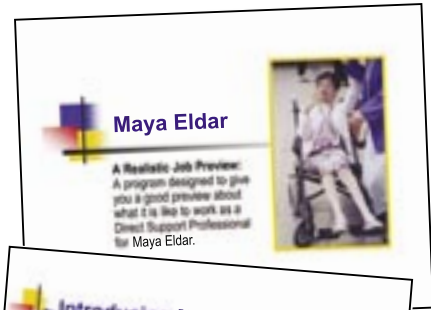 Maya Eldar
A Realistic Job Preview:
A program designed to give
you a good preview about
what it is like to work as a
Direct Support Professional
for Maya Eldar.